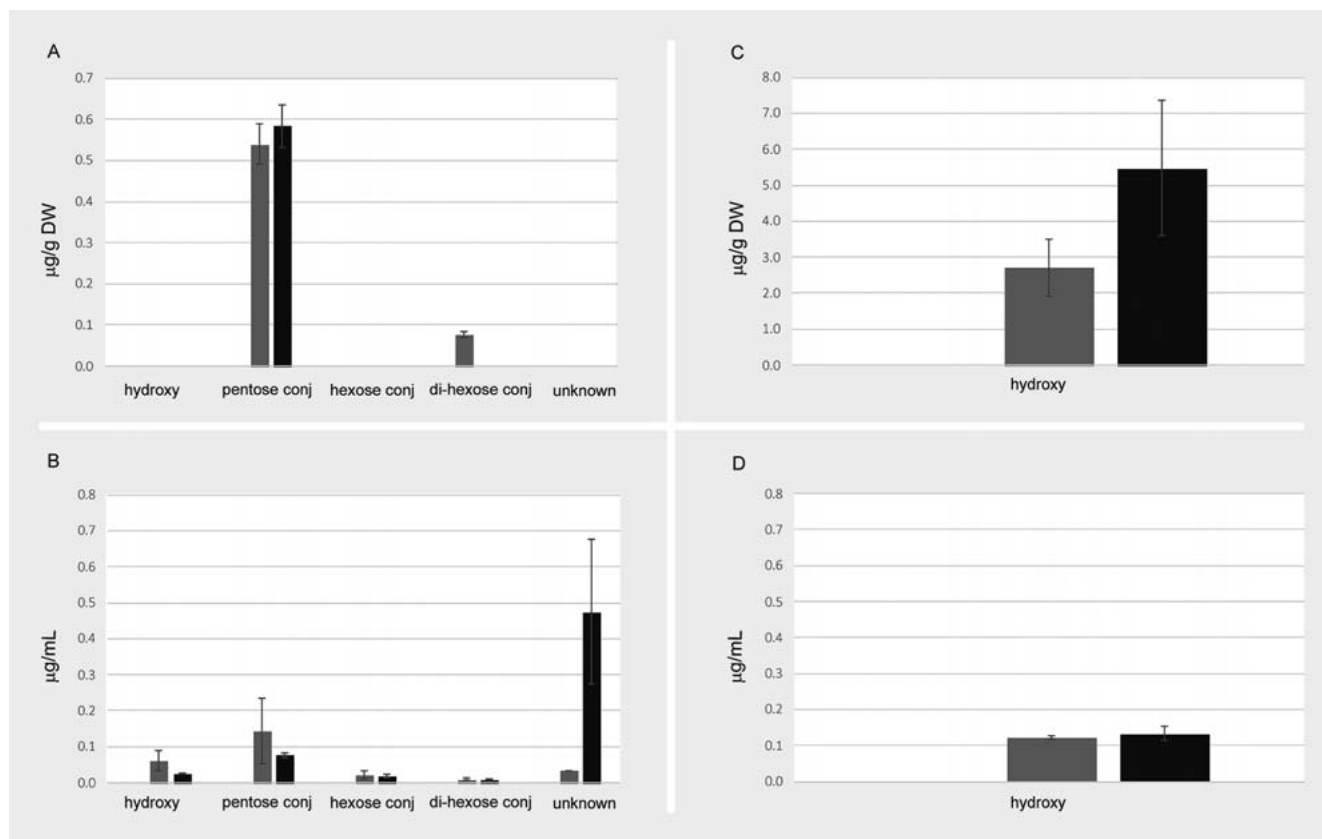 A
0.7
0.6
0.5
0.4
0.3
0.2
0.1
0.0
μg/g DW
hydroxy pentose conj hexose conj di-hexose conj unknown
C
8.0
7.0
6.0
5.0
4.0
3.0
2.0
1.0
0.0
μg/g DW
hydroxy
B
0.8
0.7
0.6
0.5
0.4
0.3
0.2
0.1
0.0
μg/mL
hydroxy pentose conj hexose conj di-hexose conj unknown
D
0.8
0.7
0.6
0.5
0.4
0.3
0.2
0.1
0.0
μg/mL
hydroxy